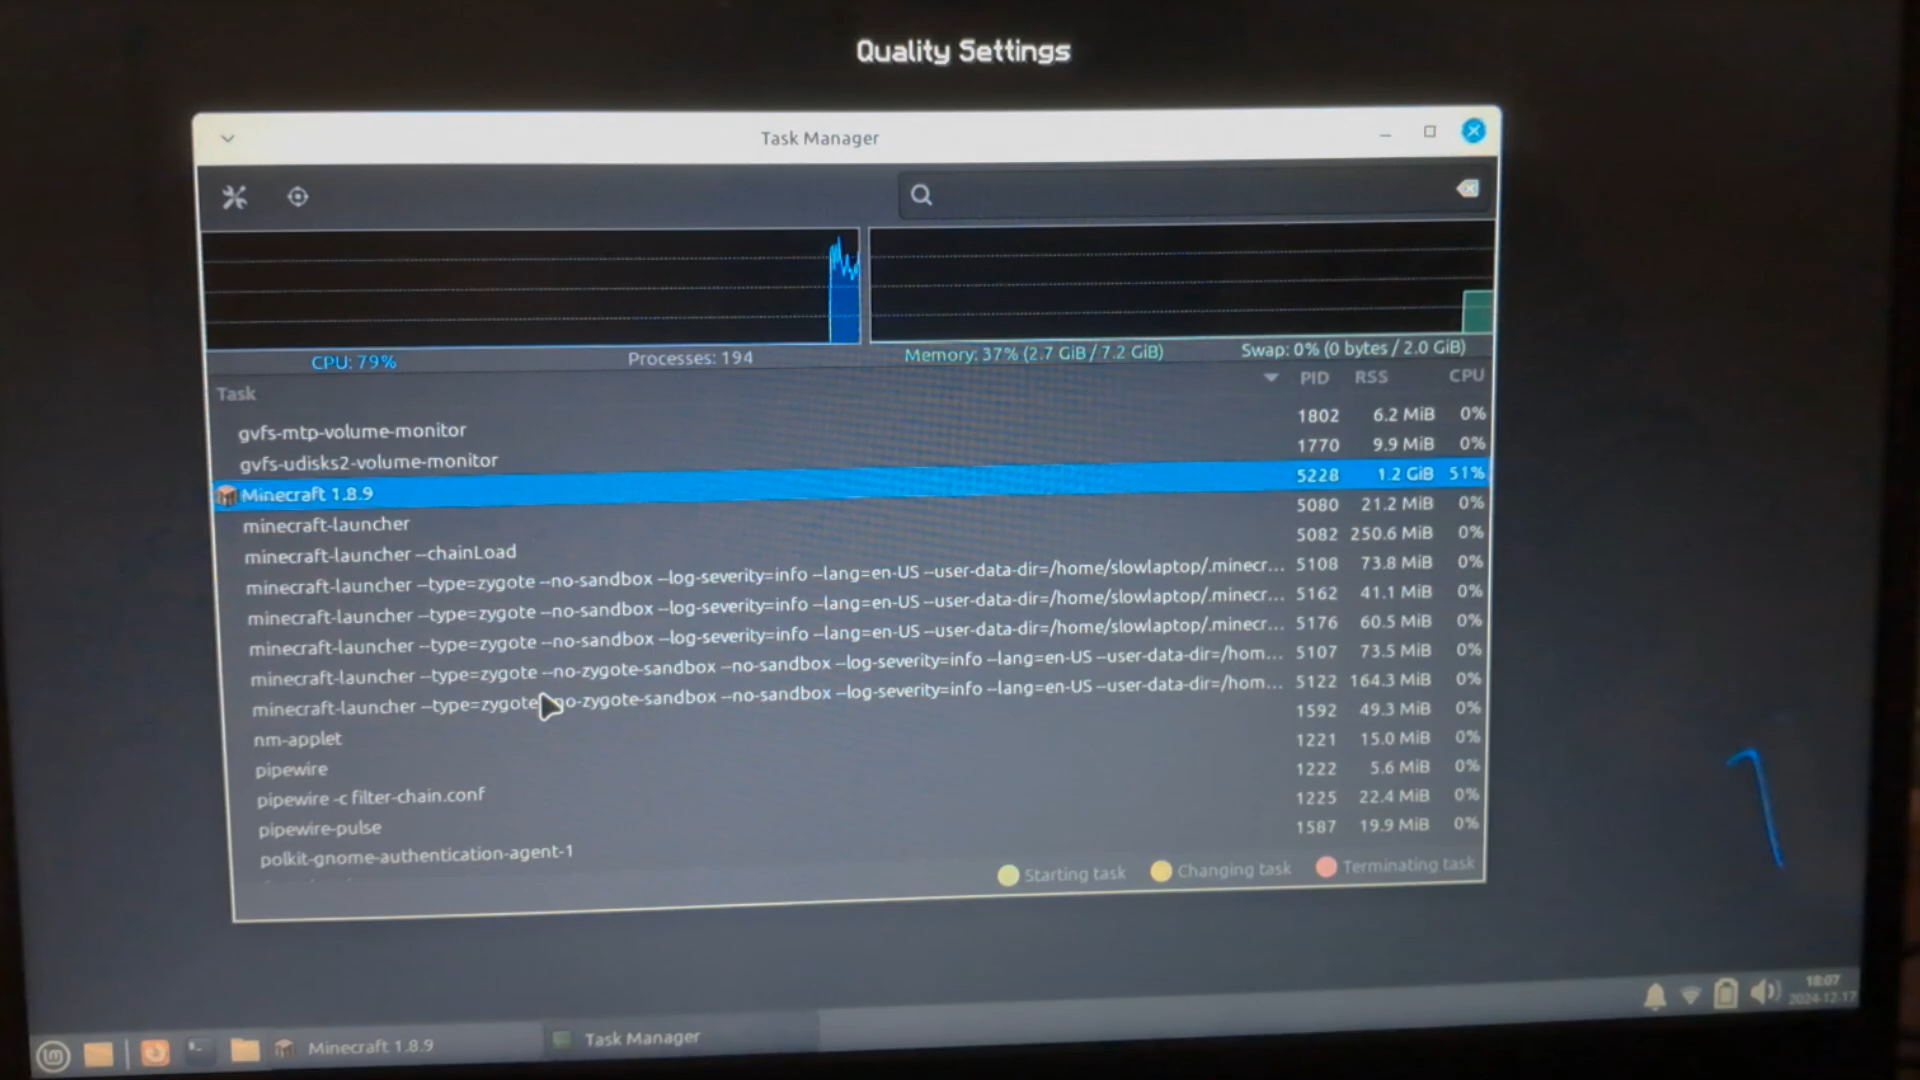 Quality Settings
Task Manager
CPU: 79%
Processes: 194
Memory: 37% (2.7 GiB / 7.2 GiB)
Swap: 0% (0 bytes / 2.0 GiB)
Task PID RSS CPU
gvfs-mtp-volume-monitor 1802 6.2 MiB 0%
gvfs-udisks2-volume-monitor 1770 9.9 MiB 0%
Minecraft 1.8.9 5228 1.2 GiB 51%
minecraft-launcher 5080 21.2 MiB 0%
minecraft-launcher --chainLoad 5082 250.6 MiB 0%
minecraft-launcher --type=zygote --no-sandbox --log-severity=info --lang=en-US --user-data-dir=/home/slowlaptop/.minecr... 5108 73.8 MiB 0%
minecraft-launcher --type=zygote --no-sandbox --log-severity=info --lang=en-US --user-data-dir=/home/slowlaptop/.minecr... 5162 41.1 MiB 0%
minecraft-launcher --type=zygote --no-sandbox --log-severity=info --lang=en-US --user-data-dir=/home/slowlaptop/.minecr... 5176 60.5 MiB 0%
minecraft-launcher --type=zygote --no-zygote-sandbox --no-sandbox --log-severity=info --lang=en-US --user-data-dir=/hom... 5107 73.5 MiB 0%
minecraft-launcher --type=zygote --no-zygote-sandbox --no-sandbox --log-severity=info --lang=en-US --user-data-dir=/hom... 5122 164.3 MiB 0%
nm-applet 1592 49.3 MiB 0%
pipewire 1221 15.0 MiB 0%
pipewire -c filter-chain.conf 1222 5.6 MiB 0%
pipewire-pulse 1225 22.4 MiB 0%
polkit-gnome-authentication-agent-1 1587 19.9 MiB 0%
Starting task Changing task Terminating task
18:07
2024-12-17
Minecraft 1.8.9
Task Manager